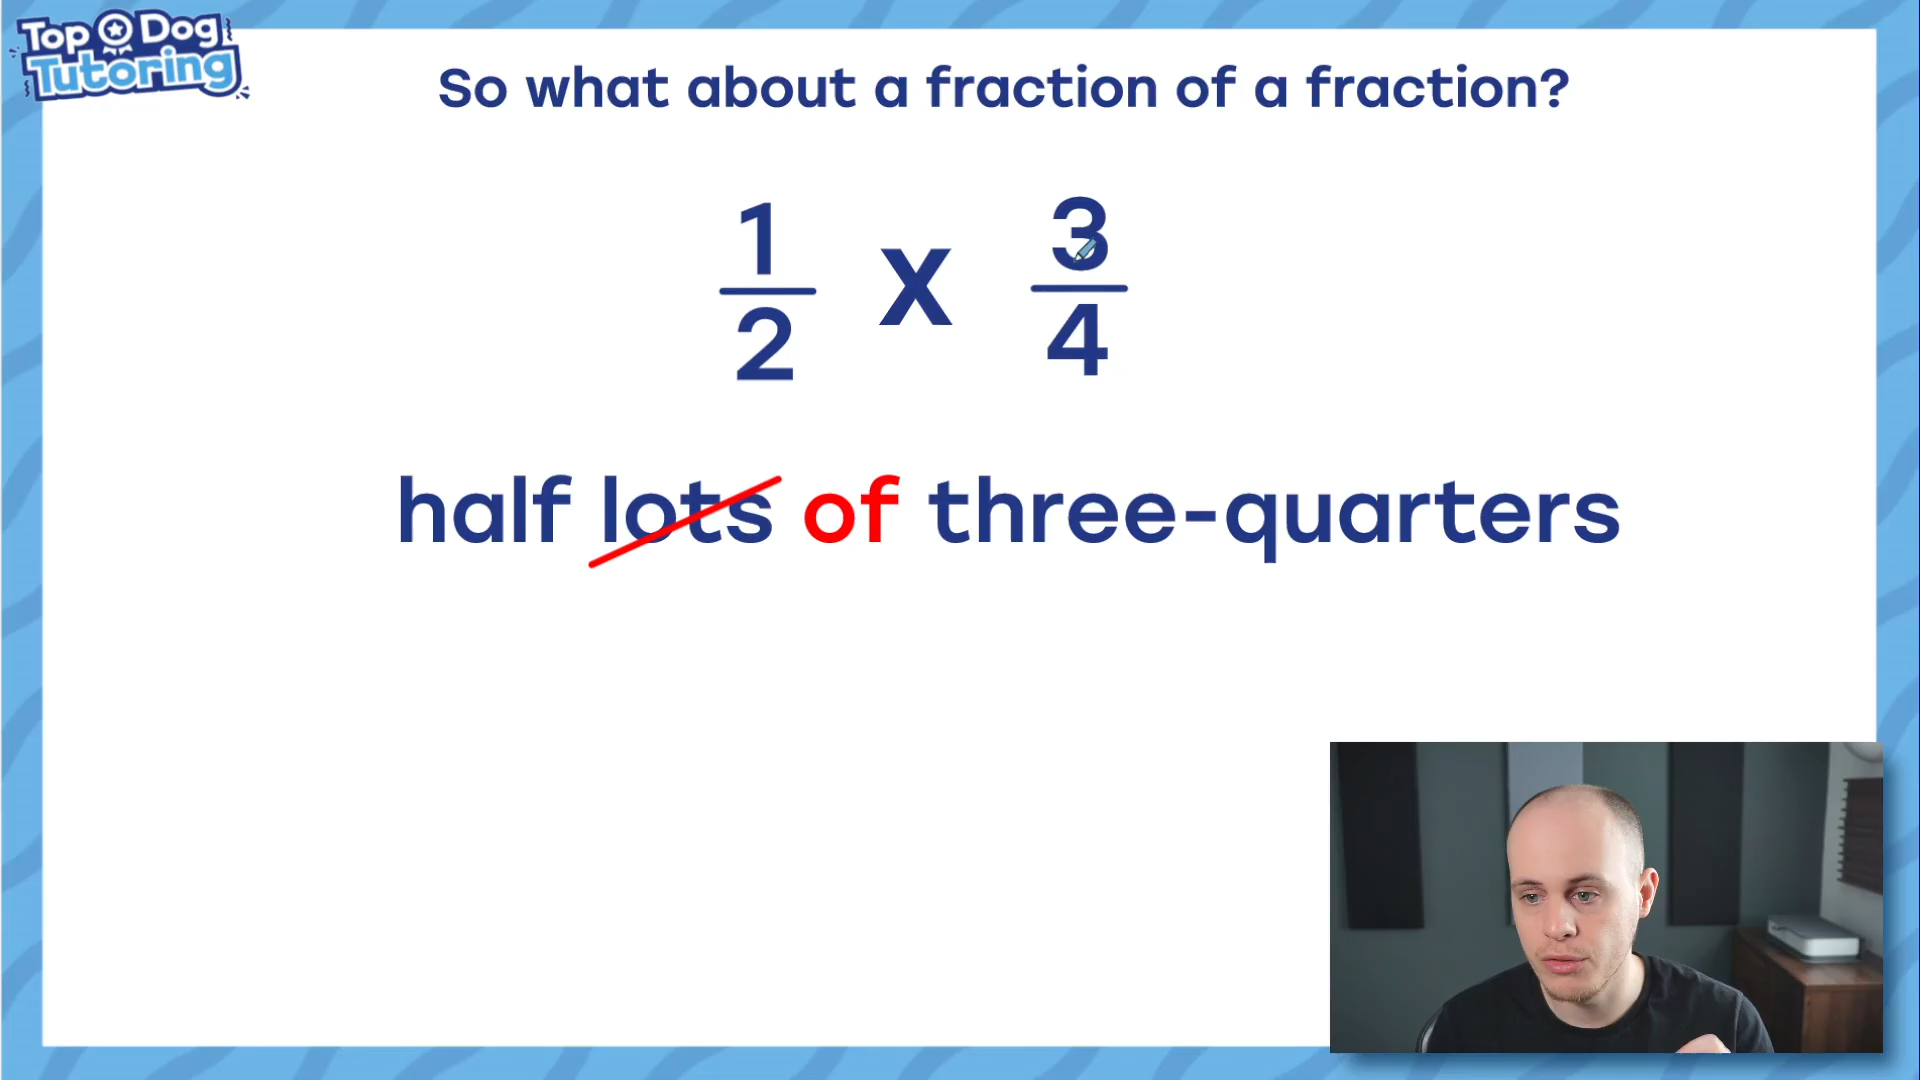 Top Dog
Tutoring
So what about a fraction of a fraction?
1/2 x 3/4
half lots of three-quarters